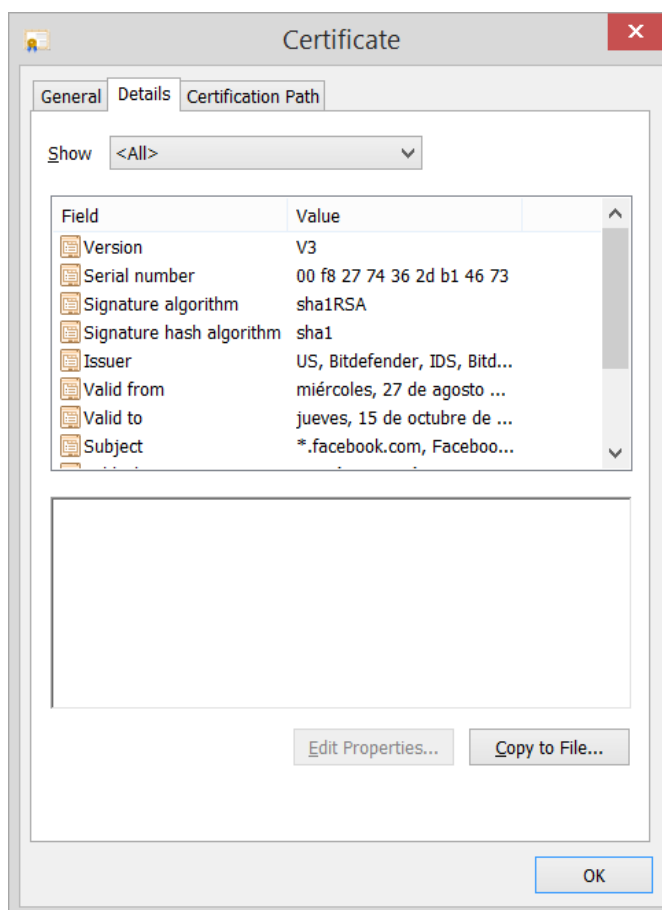 Certificate
General Details Certification Path
Show <All>
Field Value
Version V3
Serial number 00 f8 27 74 36 2d b1 46 73
Signature algorithm sha1RSA
Signature hash algorithm sha1
Issuer US, Bitdefender, IDS, Bitd...
Valid from miércoles, 27 de agosto ...
Valid to jueves, 15 de octubre de ...
Subject *.facebook.com, Faceboo...
Edit Properties... Copy to File...
OK